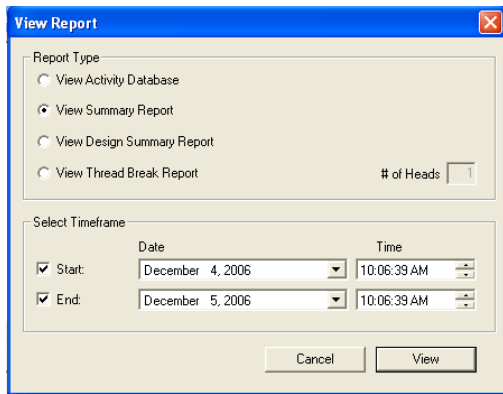 View Report
Report Type
View Activity Database
View Summary Report
View Design Summary Report
View Thread Break Report # of Heads 1
Select Timeframe
Date Time
Start: December 4, 2006 10:06:39 AM
End: December 5, 2006 10:06:39 AM
Cancel View